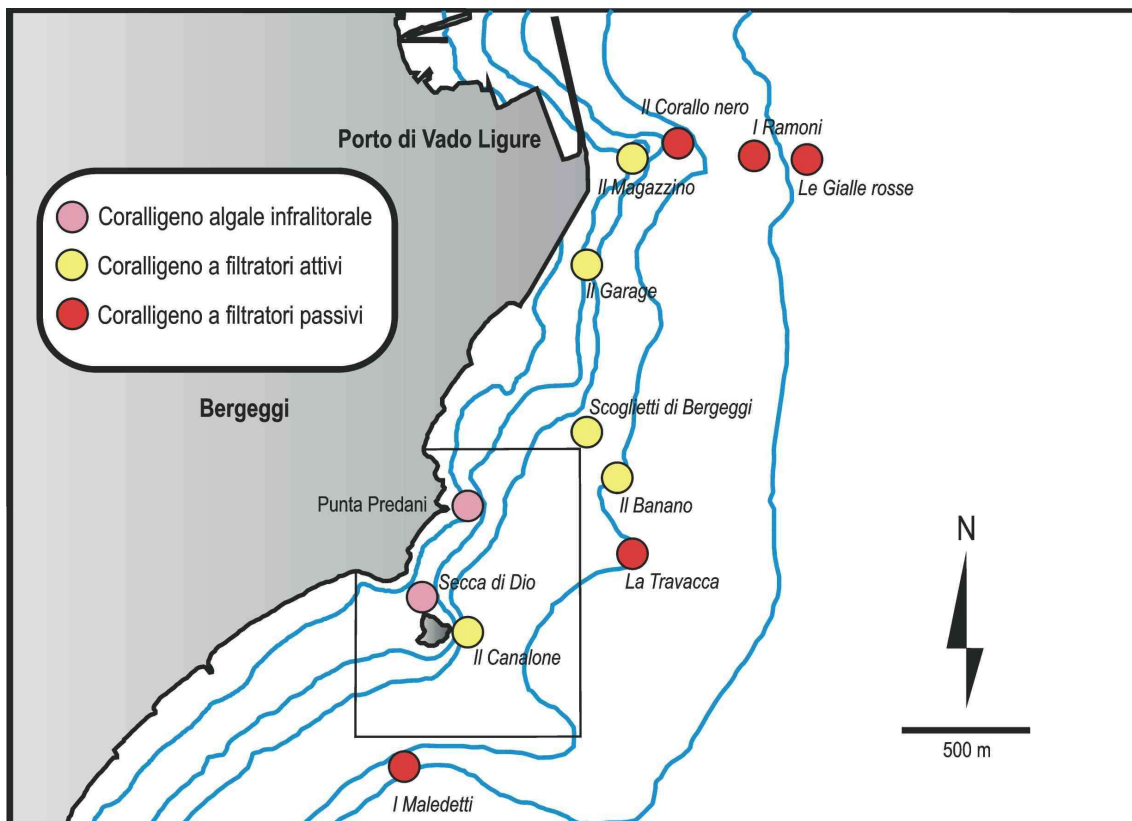 Il Corallo nero
I Ramoni
Porto di Vado Ligure
Il Magazzino
Le Gialle rosse
Coralligeno algale infralitorale
Coralligeno a filtratori attivi
Coralligeno a filtratori passivi
Il Garage
Bergeggi
Scoglietti di Bergeggi
Punta Predani
Il Banano
N
Secca di Dio
La Travacca
Il Canalone
500 m
I Maledetti